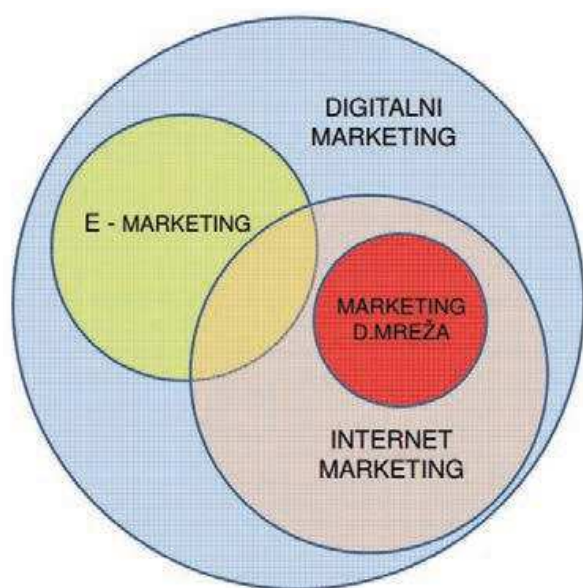 DIGITALNI
MARKETING
E - MARKETING
MARKETING
D.MREŽA
INTERNET
MARKETING